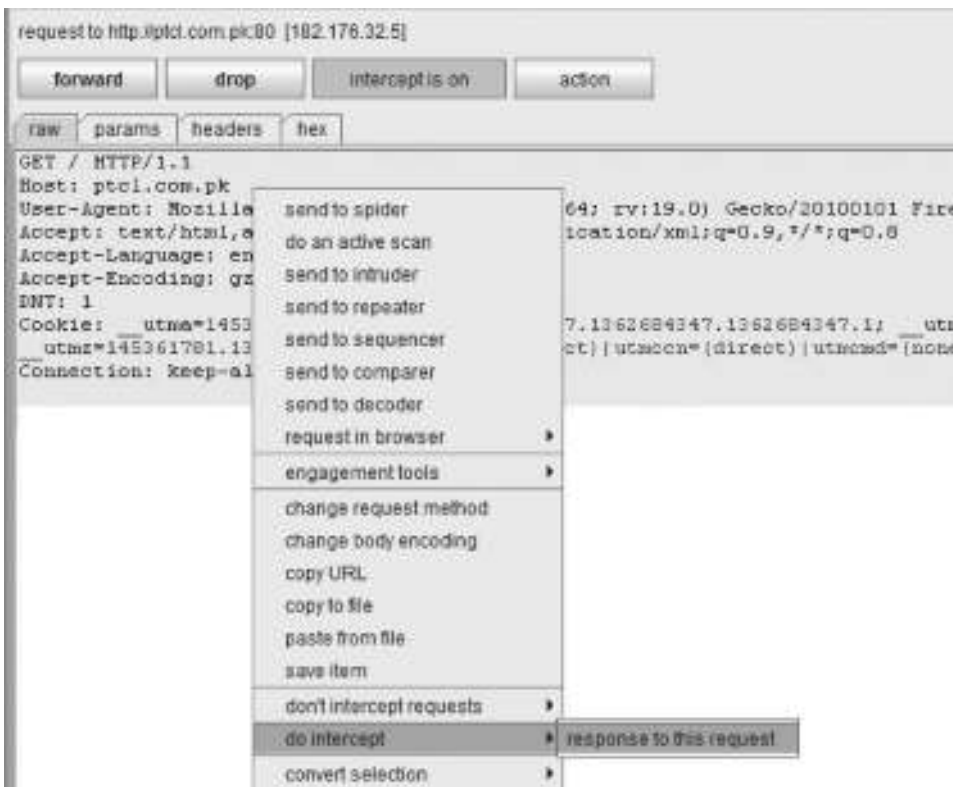 request to http://ptcl.com.pk:80 [182.176.32.5]
forward drop intercept is on action
raw params headers hex
GET / HTTP/1.1
Host: ptcl.com.pk
User-Agent: Mozilla 64; rv:19.0) Gecko/20100101 Fire
Accept: text/html,a ication/xml;q=0.9,*/*;q=0.8
Accept-Language: en
Accept-Encoding: gz
DNT: 1
Cookie: __utma=1453 7.1362684347.1362684347.1; __utm
__utmz=145361781.13 ct)|utmccn=(direct)|utmcmd=(none
Connection: keep-al
send to spider
do an active scan
send to intruder
send to repeater
send to sequencer
send to comparer
send to decoder
request in browser
engagement tools
change request method
change body encoding
copy URL
copy to file
paste from file
save item
don't intercept requests
do intercept response to this request
convert selection